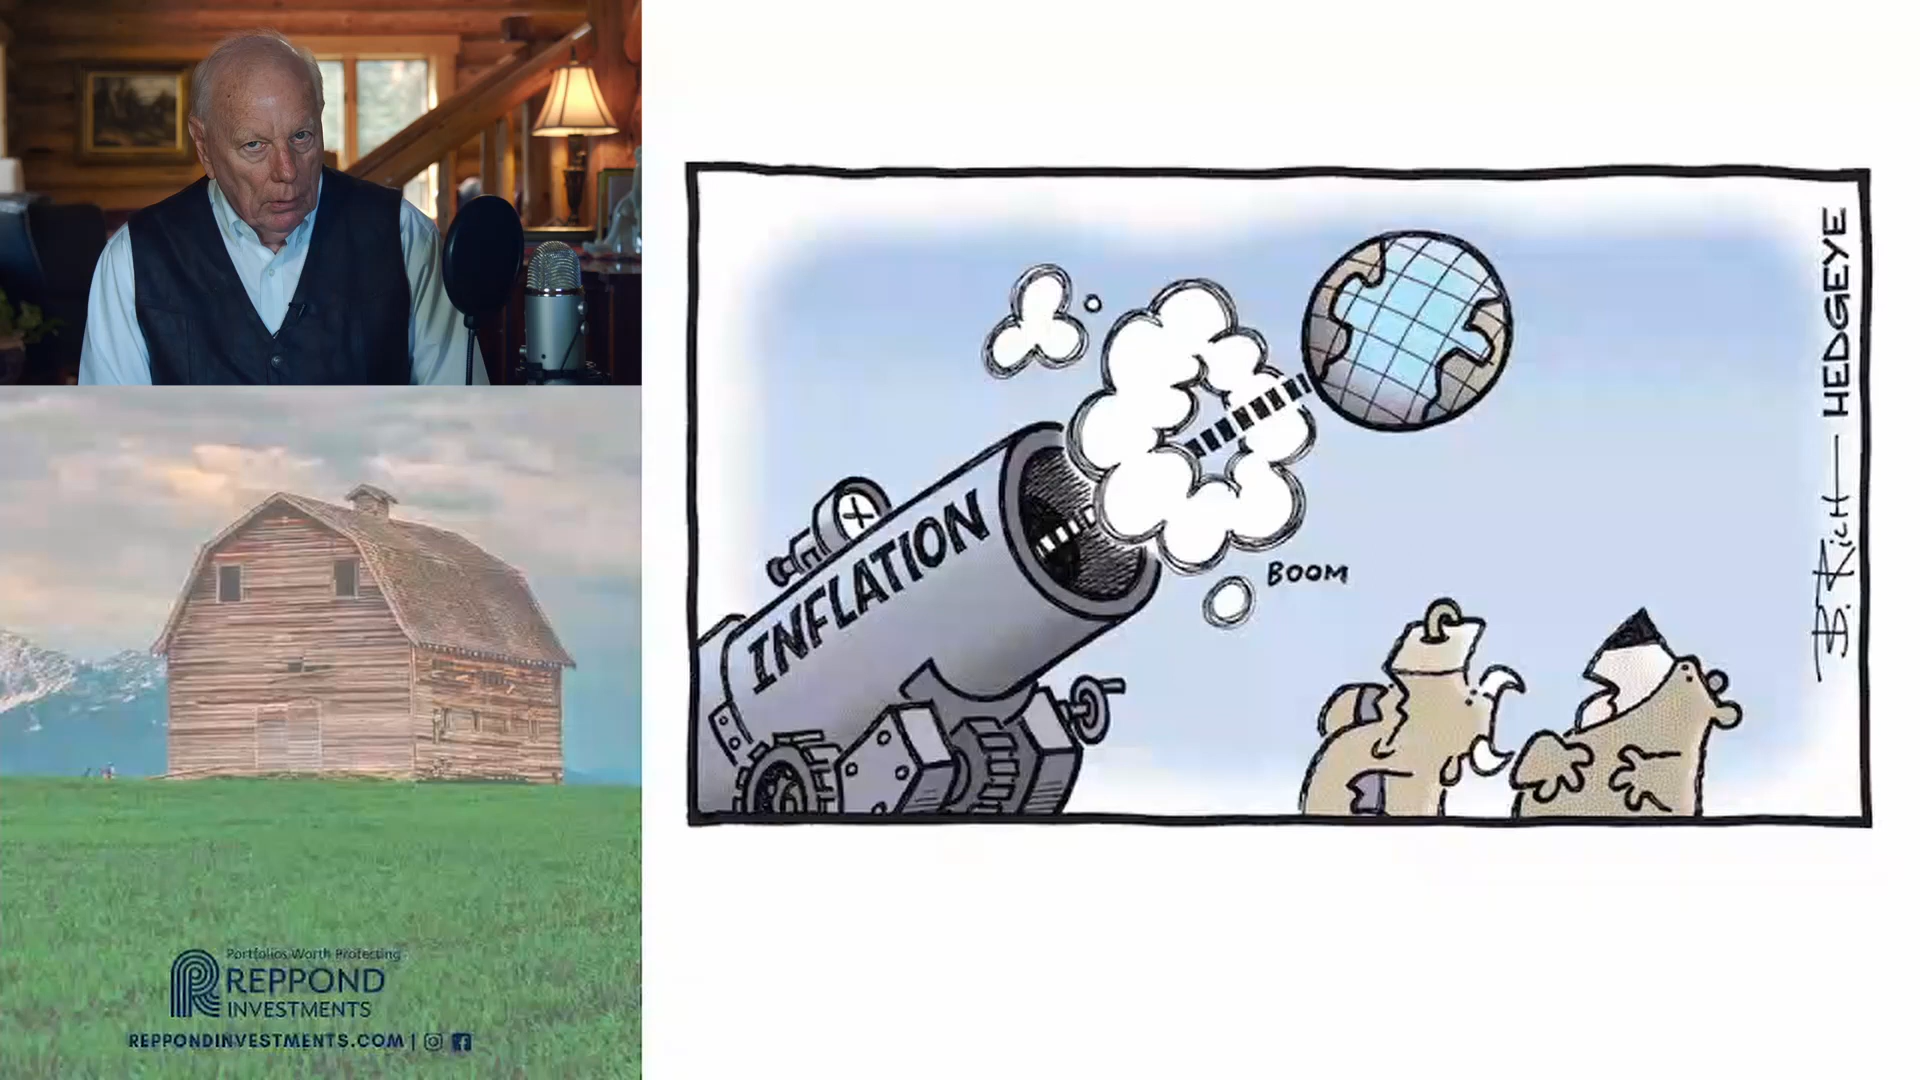 Portfolios Worth Protecting
REPPOND
INVESTMENTS
REPPONDINVESTMENTS.COM |
INFLATION
BOOM
B. Rich — HEDGEYE